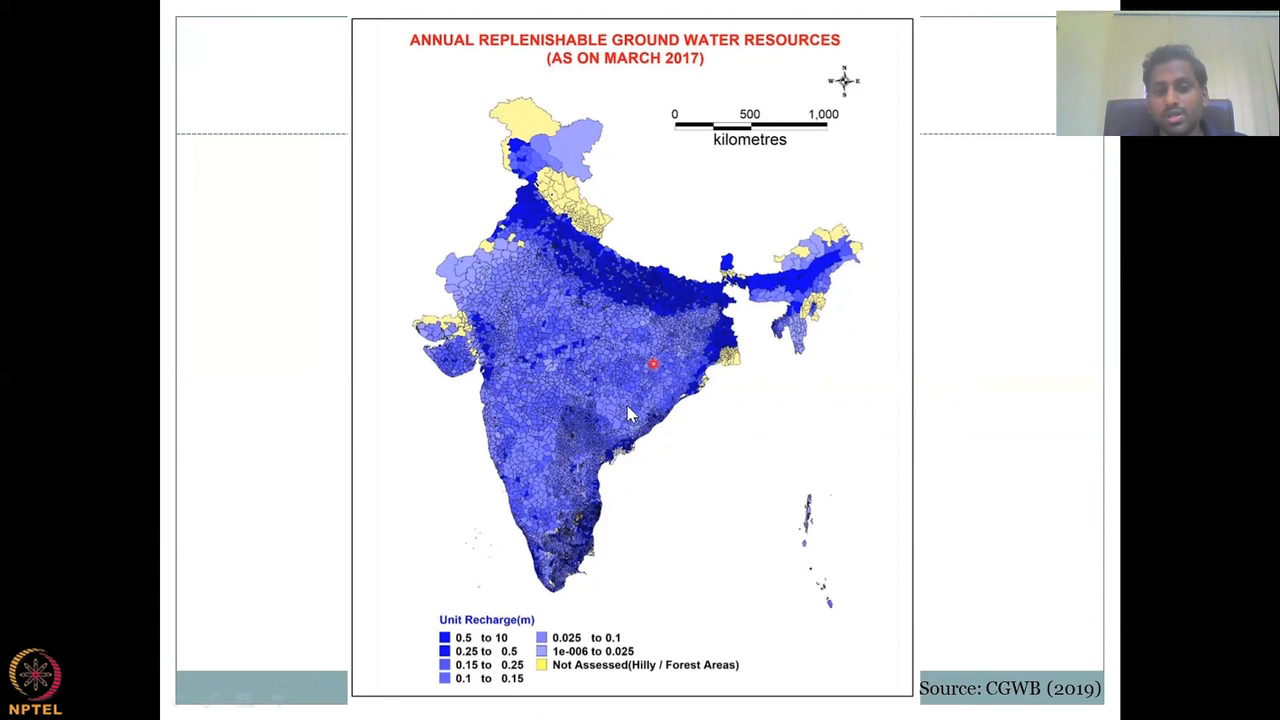 ANNUAL REPLENISHABLE GROUND WATER RESOURCES
(AS ON MARCH 2017)
N
W E
S
0 500 1,000
kilometres
Unit Recharge(m)
0.5 to 10
0.25 to 0.5
0.15 to 0.25
0.1 to 0.15
0.025 to 0.1
1e-006 to 0.025
Not Assessed(Hilly / Forest Areas)
Source: CGWB (2019)
NPTEL